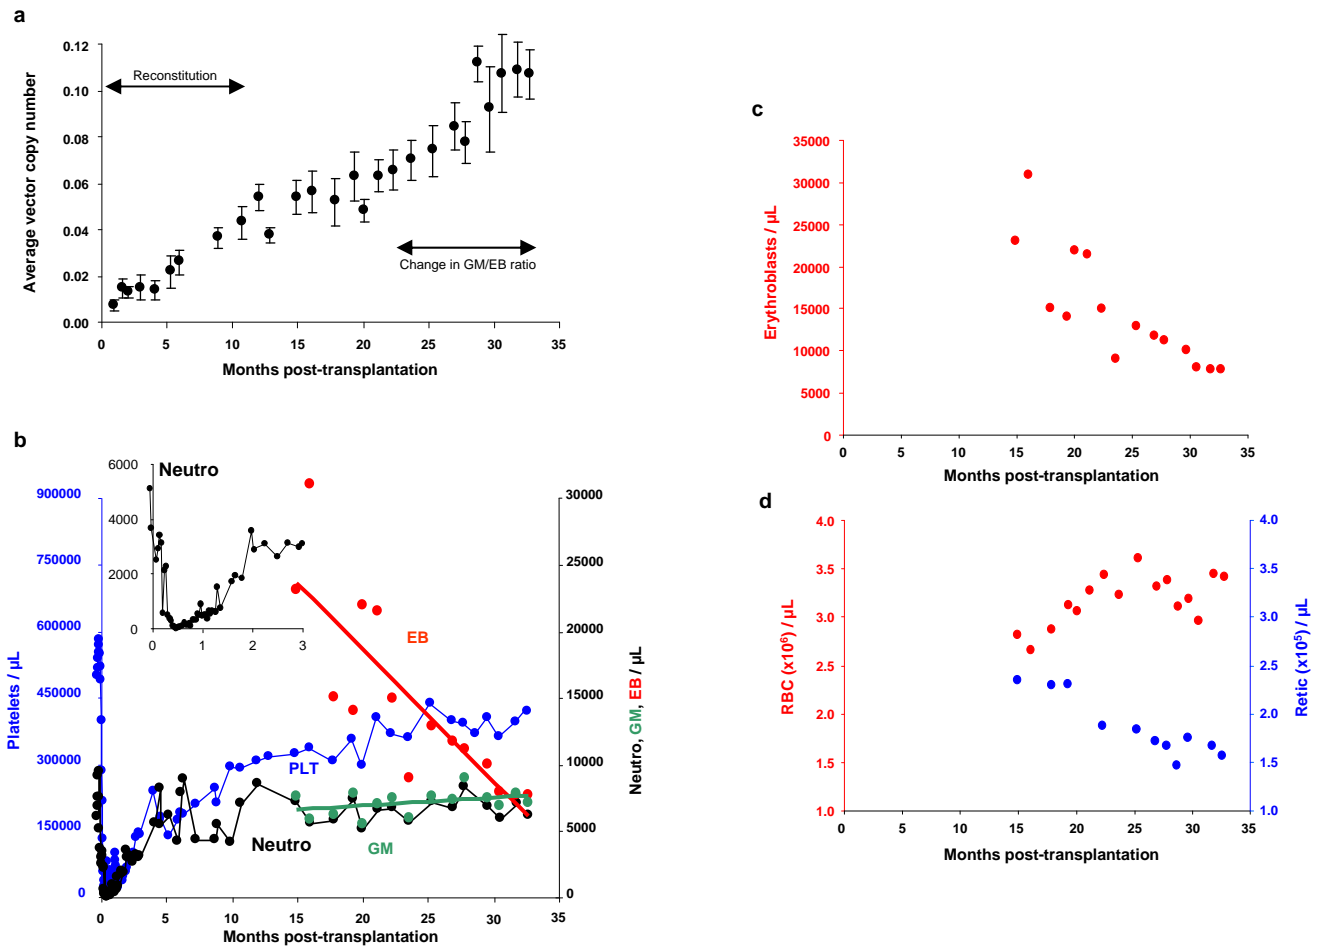 a
0.12
0.10
0.08
0.06
0.04
0.02
0.00
Average vector copy number
Reconstitution
Change in GM/EB ratio
0 5 10 15 20 25 30 35
Months post-transplantation
b
900000
750000
600000
450000
300000
150000
0
Platelets / µL
6000
4000
2000
0
Neutro
0 1 2 3
EB
PLT
Neutro
GM
30000
25000
20000
15000
10000
5000
0
Neutro, GM, EB / µL
0 5 10 15 20 25 30 35
Months post-transplantation
c
35000
30000
25000
20000
15000
10000
5000
0
Erythroblasts / µL
0 5 10 15 20 25 30 35
Months post-transplantation
d
4.0
3.5
3.0
2.5
2.0
1.5
1.0
RBC (x10⁶) / µL
4.0
3.5
3.0
2.5
2.0
1.5
1.0
Retic (x10⁵) / µL
0 5 10 15 20 25 30 35
Months post-transplantation